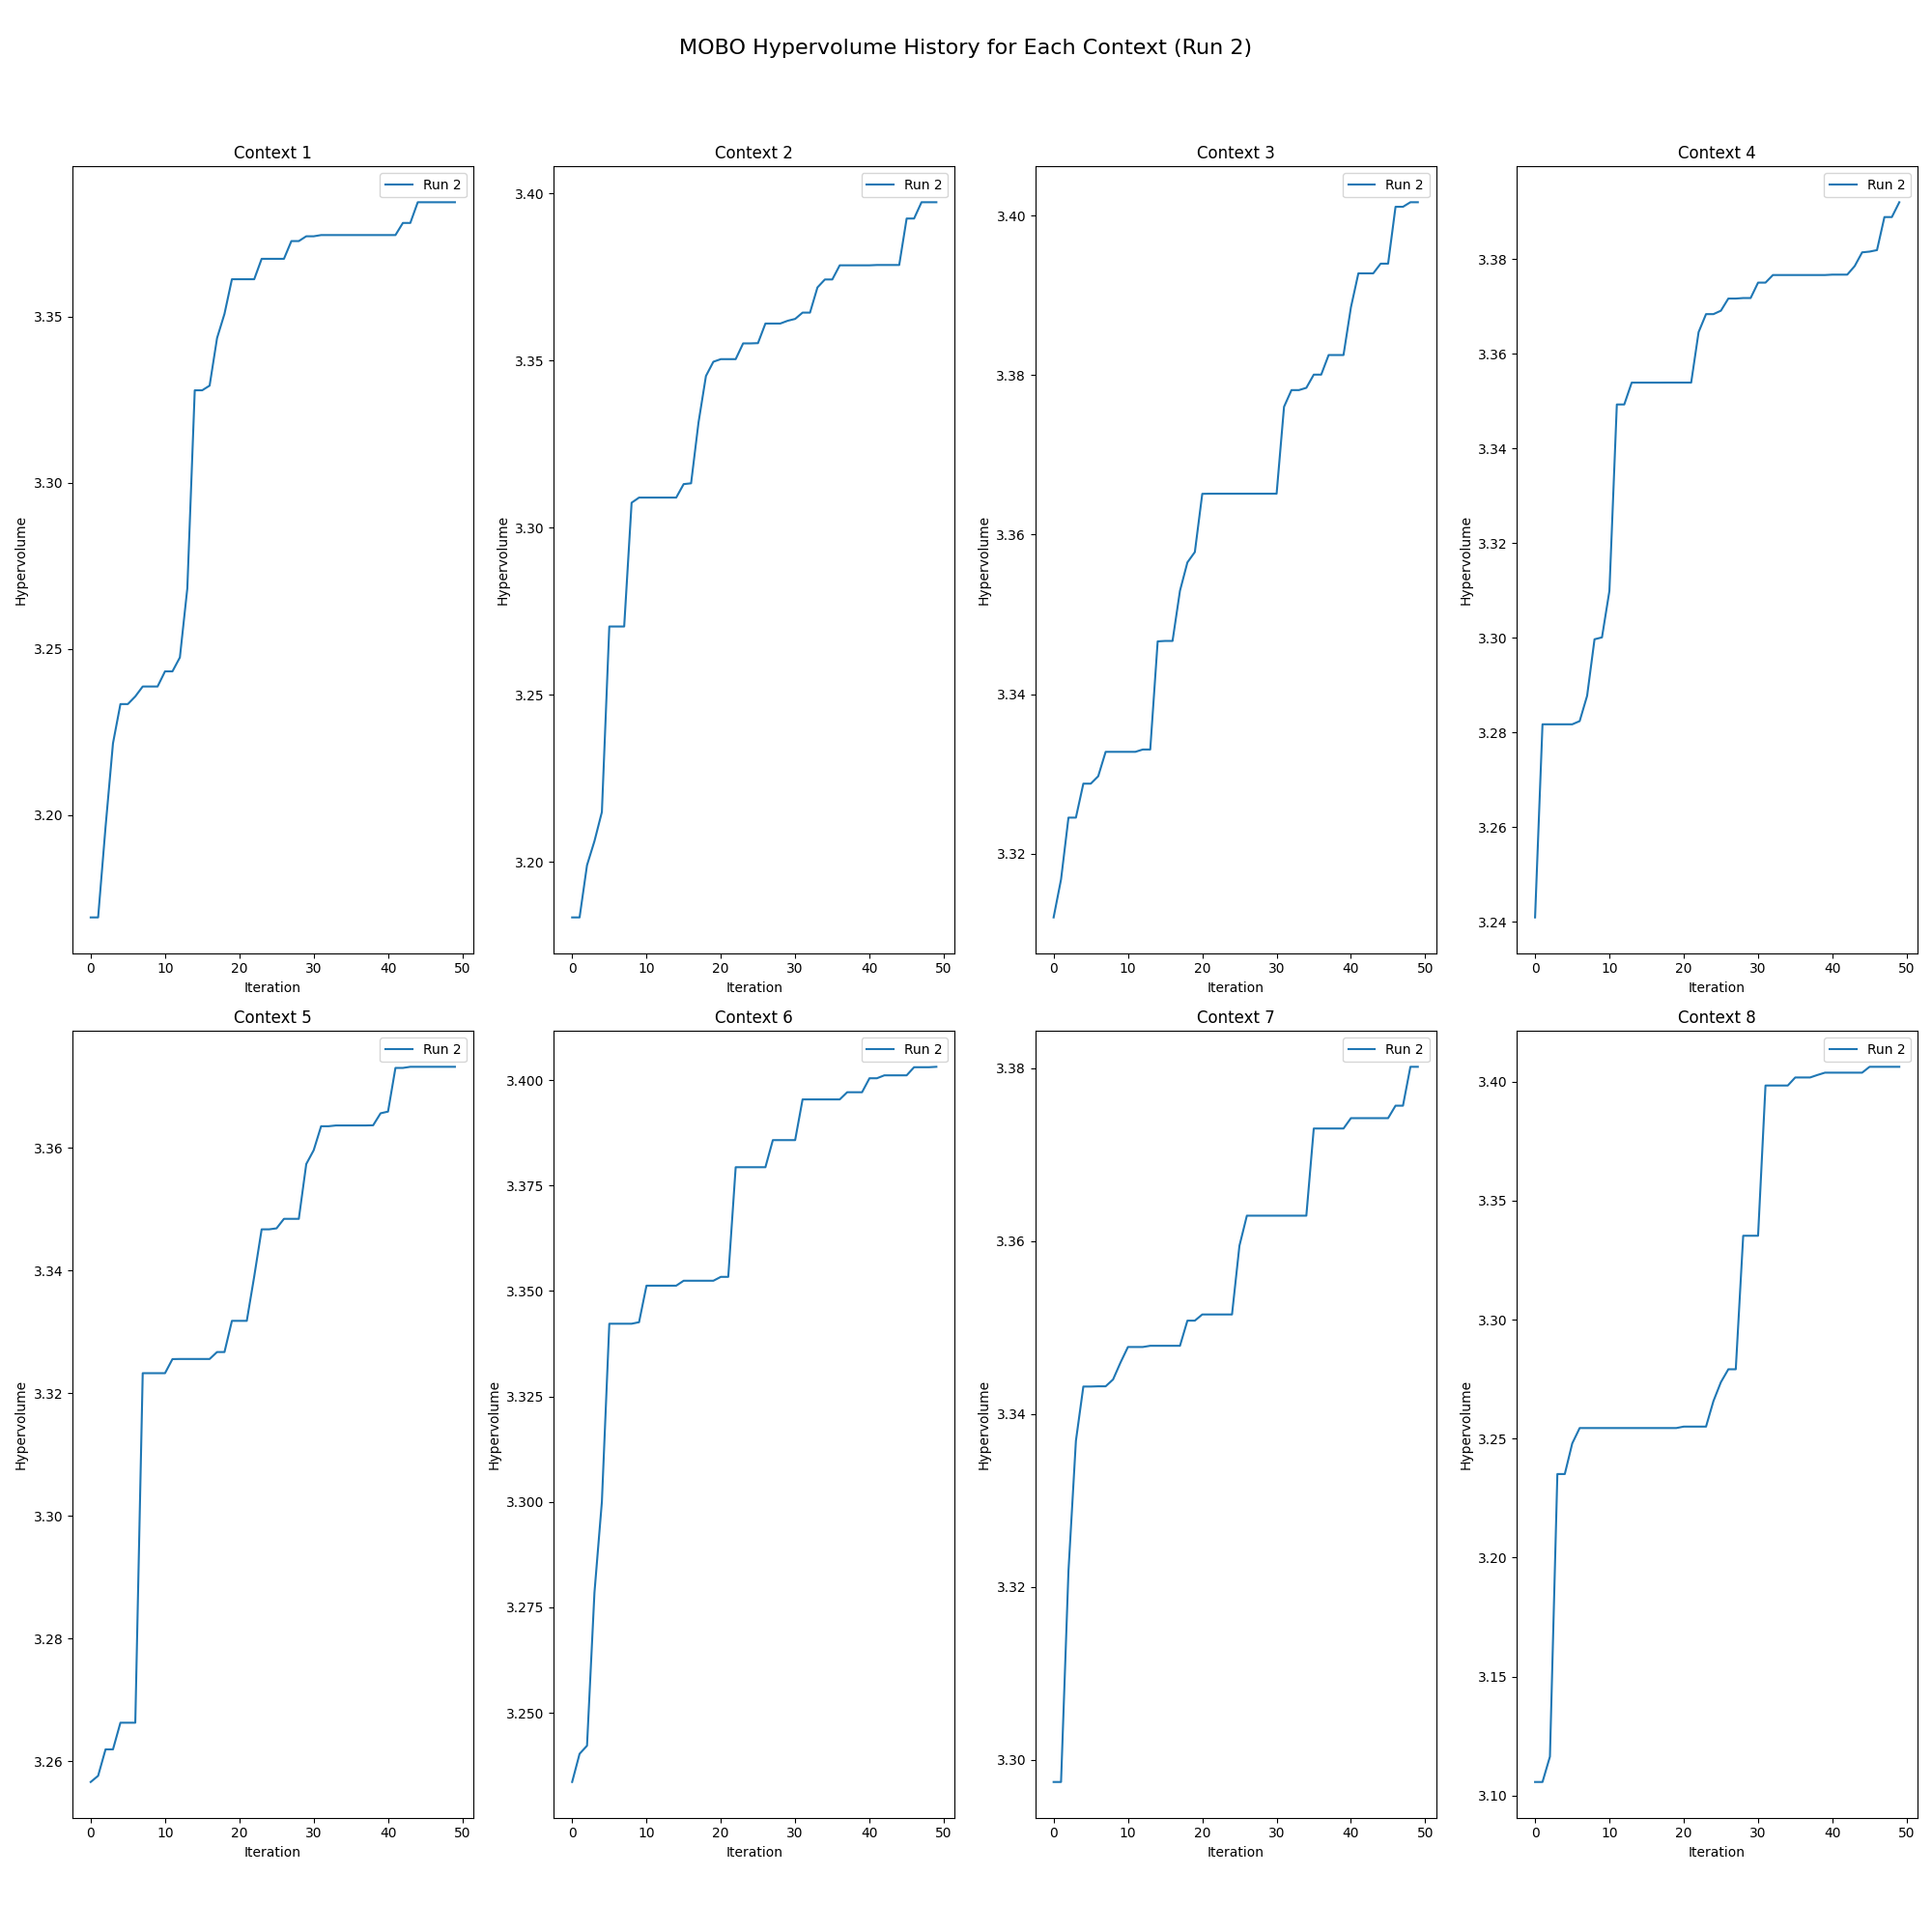 MOBO Hypervolume History for Each Context (Run 2)
Context 1
Run 2
3.35
3.30
3.25
3.20
Hypervolume
0 10 20 30 40 50
Iteration
Context 2
Run 2
3.40
3.35
3.30
3.25
3.20
Hypervolume
0 10 20 30 40 50
Iteration
Context 3
Run 2
3.40
3.38
3.36
3.34
3.32
Hypervolume
0 10 20 30 40 50
Iteration
Context 4
Run 2
3.38
3.36
3.34
3.32
3.30
3.28
3.26
3.24
Hypervolume
0 10 20 30 40 50
Iteration
Context 5
Run 2
3.36
3.34
3.32
3.30
3.28
3.26
Hypervolume
0 10 20 30 40 50
Iteration
Context 6
Run 2
3.400
3.375
3.350
3.325
3.300
3.275
3.250
Hypervolume
0 10 20 30 40 50
Iteration
Context 7
Run 2
3.38
3.36
3.34
3.32
3.30
Hypervolume
0 10 20 30 40 50
Iteration
Context 8
Run 2
3.40
3.35
3.30
3.25
3.20
3.15
3.10
Hypervolume
0 10 20 30 40 50
Iteration